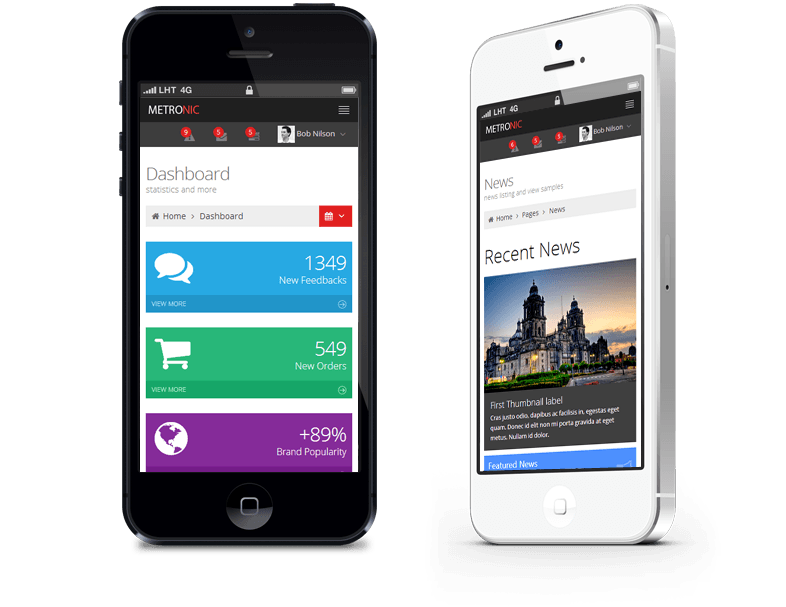 LHT 4G
METRONIC
9 5 5 Bob Nilson
Dashboard
statistics and more
Home > Dashboard
1349
New Feedbacks
VIEW MORE
549
New Orders
VIEW MORE
+89%
Brand Popularity
LHT 4G
METRONIC
6 5 5 Bob Nilson
News
news listing and view samples
Home > Pages > News
Recent News
First Thumbnail label
Cras justo odio, dapibus ac facilisis in, egestas eget
quam. Donec id elit non mi porta gravida at eget
metus. Nullam id dolor.
Featured News